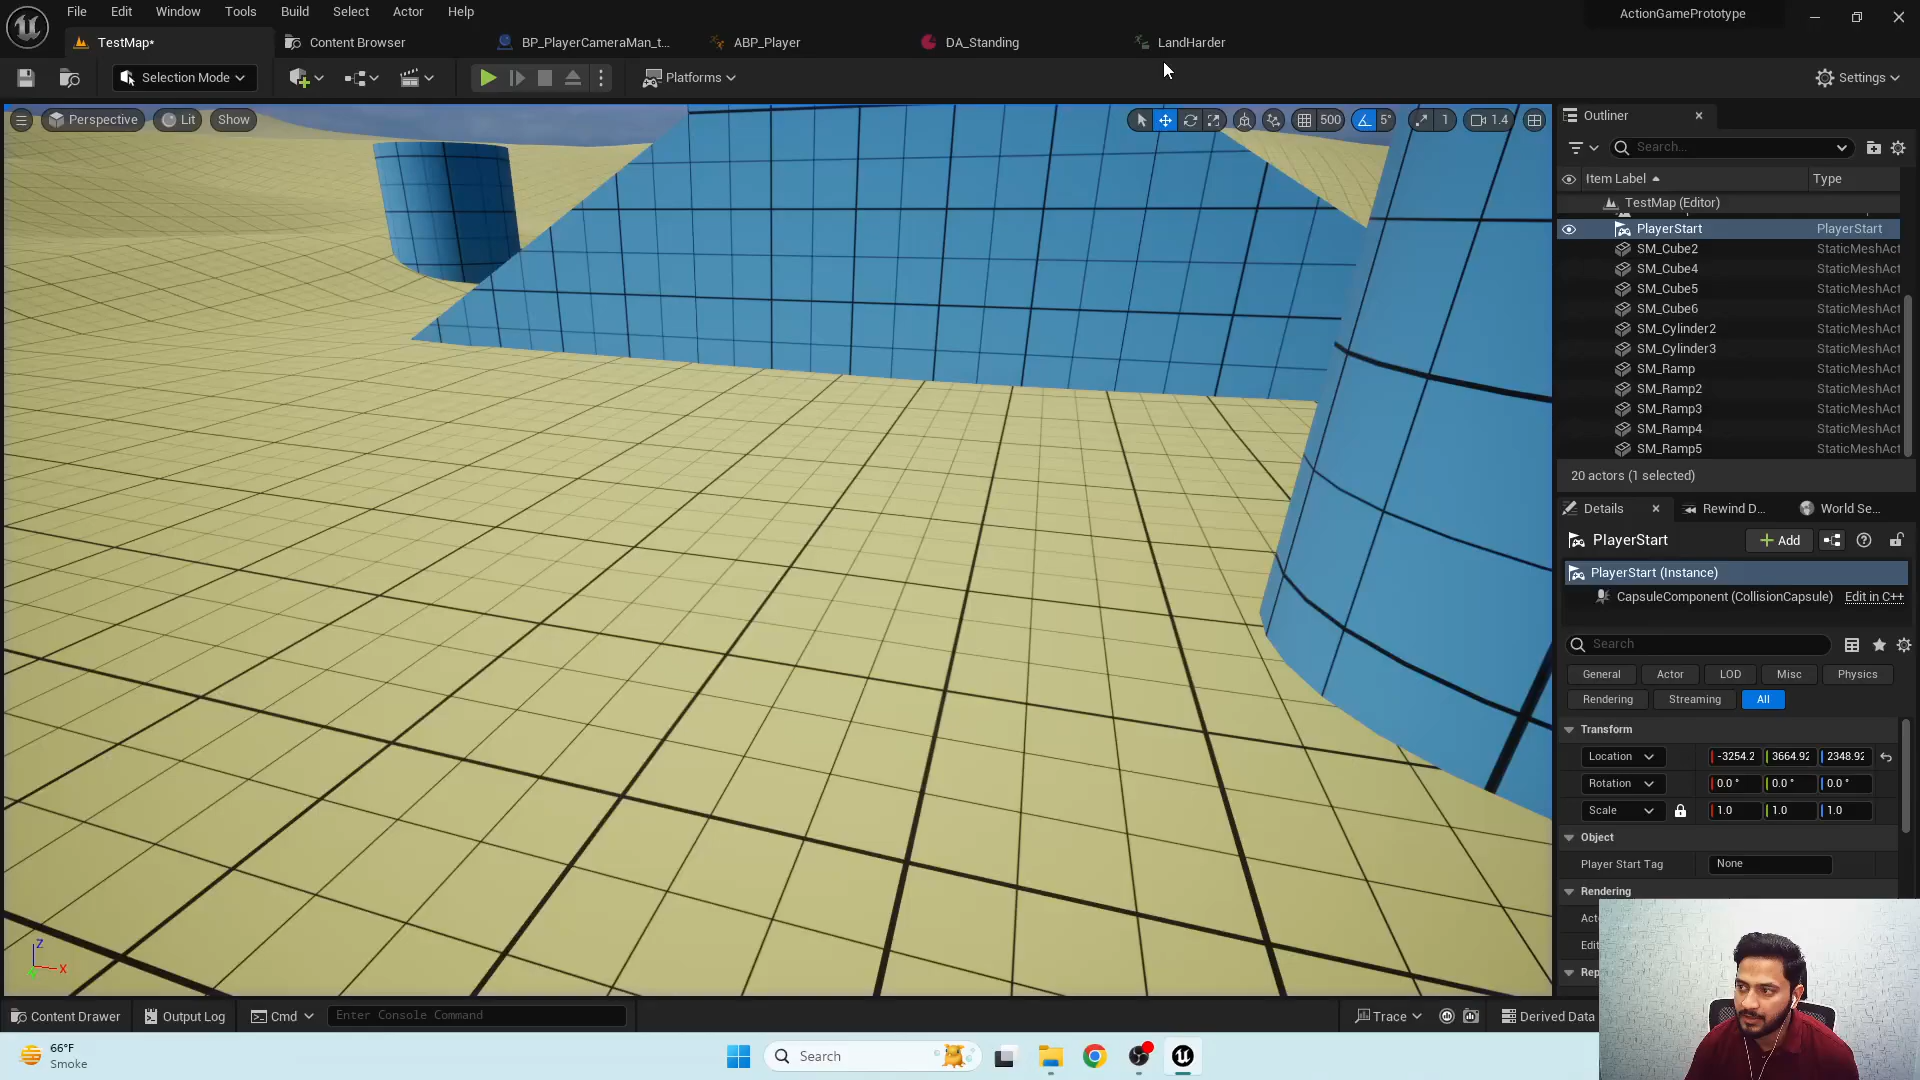 File Edit Window Tools Build Select Actor Help
ActionGamePrototype
TestMap*
Content Browser
BP_PlayerCameraMan_t...
ABP_Player
DA_Standing
LandHarder
Selection Mode
Platforms
Settings
Perspective
Lit
Show
500
5°
1
1.4
Outliner
Search...
Item Label
Type
TestMap (Editor)
PlayerStart PlayerStart
SM_Cube2 StaticMeshAct
SM_Cube4 StaticMeshAct
SM_Cube5 StaticMeshAct
SM_Cube6 StaticMeshAct
SM_Cylinder2 StaticMeshAct
SM_Cylinder3 StaticMeshAct
SM_Ramp StaticMeshAct
SM_Ramp2 StaticMeshAct
SM_Ramp3 StaticMeshAct
SM_Ramp4 StaticMeshAct
SM_Ramp5 StaticMeshAct
20 actors (1 selected)
Details
Rewind D...
World Se...
PlayerStart
Add
PlayerStart (Instance)
CapsuleComponent (CollisionCapsule) Edit in C++
Search
General Actor LOD Misc Physics
Rendering Streaming All
Transform
Location -3254.2 3664.92 2348.92
Rotation 0.0 ° 0.0 ° 0.0 °
Scale 1.0 1.0 1.0
Object
Player Start Tag None
Rendering
Z
X
Content Drawer
Output Log
Cmd
Enter Console Command
Trace
Derived Data
66°F
Smoke
Search